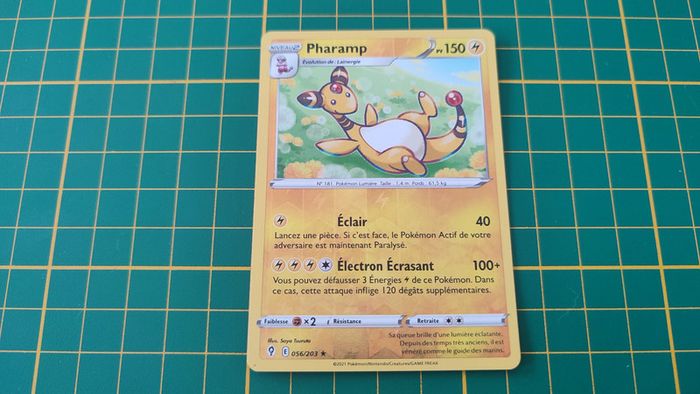 NIVEAU 2
Pharamp
PV 150
Évolution de : Lainergie
N° 181 Pokémon Lumière Taille : 1,4 m Poids : 61,5 kg
Éclair 40
Lancez une pièce. Si c'est face, le Pokémon Actif de votre
adversaire est maintenant Paralysé.
Électron Écrasant 100+
Vous pouvez défausser 3 Énergies de ce Pokémon. Dans
ce cas, cette attaque inflige 120 dégâts supplémentaires.
Faiblesse ×2 Résistance Retraite
Illus. Saya Tsuruta
E 056/203 ★
Sa queue brille d'une lumière éclatante.
Depuis des temps très anciens, il est
vénéré comme le guide des marins.
©2021 Pokémon/Nintendo/Creatures/GAME FREAK